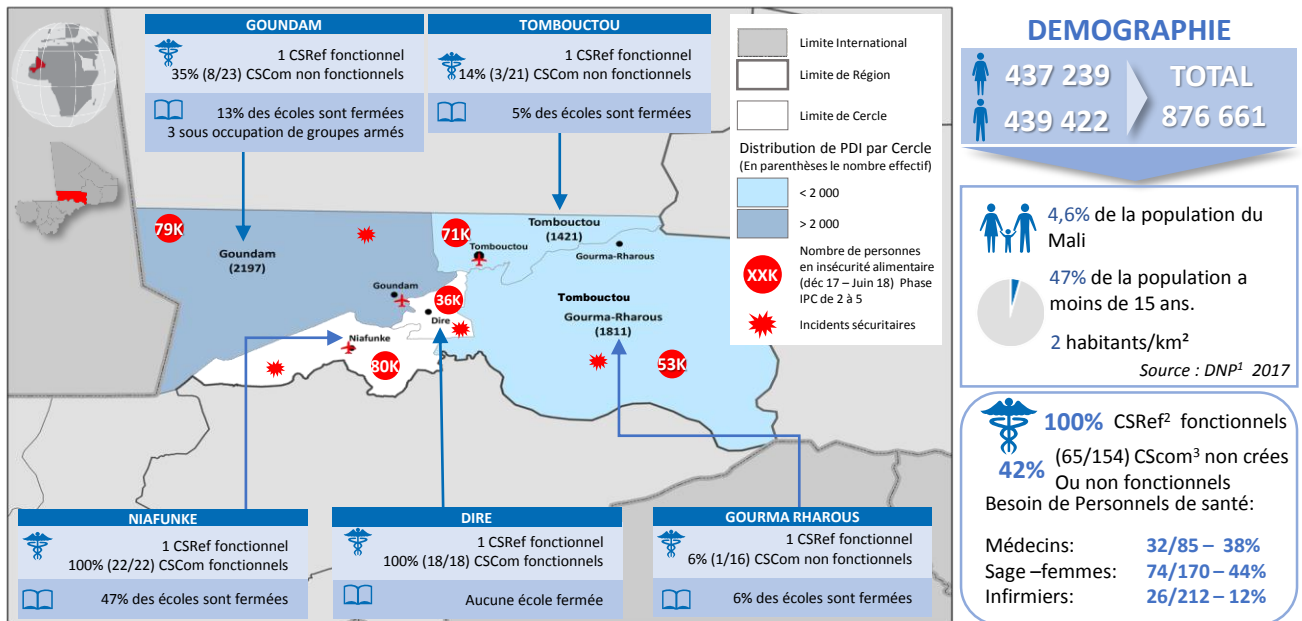 GOUNDAM
1 CSRef fonctionnel
35% (8/23) CSCom non fonctionnels
13% des écoles sont fermées
3 sous occupation de groupes armés
TOMBOUCTOU
1 CSRef fonctionnel
14% (3/21) CSCom non fonctionnels
5% des écoles sont fermées
Limite International
Limite de Région
Limite de Cercle
Distribution de PDI par Cercle
(En parenthèses le nombre effectif)
< 2 000
> 2 000
XXK
Nombre de personnes
en insécurité alimentaire
(déc 17 – Juin 18) Phase
IPC de 2 à 5
Incidents sécuritaires
79K
Goundam
(2197)
71K
Tombouctou
Tombouctou
(1421)
Gourma-Rharous
Goundam
36K
Dire
Niafunke
80K
Tombouctou
Gourma-Rharous
(1811)
53K
NIAFUNKE
1 CSRef fonctionnel
100% (22/22) CSCom fonctionnels
47% des écoles sont fermées
DIRE
1 CSRef fonctionnel
100% (18/18) CSCom fonctionnels
Aucune école fermée
GOURMA RHAROUS
1 CSRef fonctionnel
6% (1/16) CSCom non fonctionnels
6% des écoles sont fermées
DEMOGRAPHIE
437 239
439 422
TOTAL
876 661
4,6% de la population du
Mali
47% de la population a
moins de 15 ans.
2 habitants/km²
Source : DNP¹ 2017
100% CSRef² fonctionnels
42% (65/154) CScom³ non crées
Ou non fonctionnels
Besoin de Personnels de santé:
Médecins: 32/85 – 38%
Sage –femmes: 74/170 – 44%
Infirmiers: 26/212 – 12%